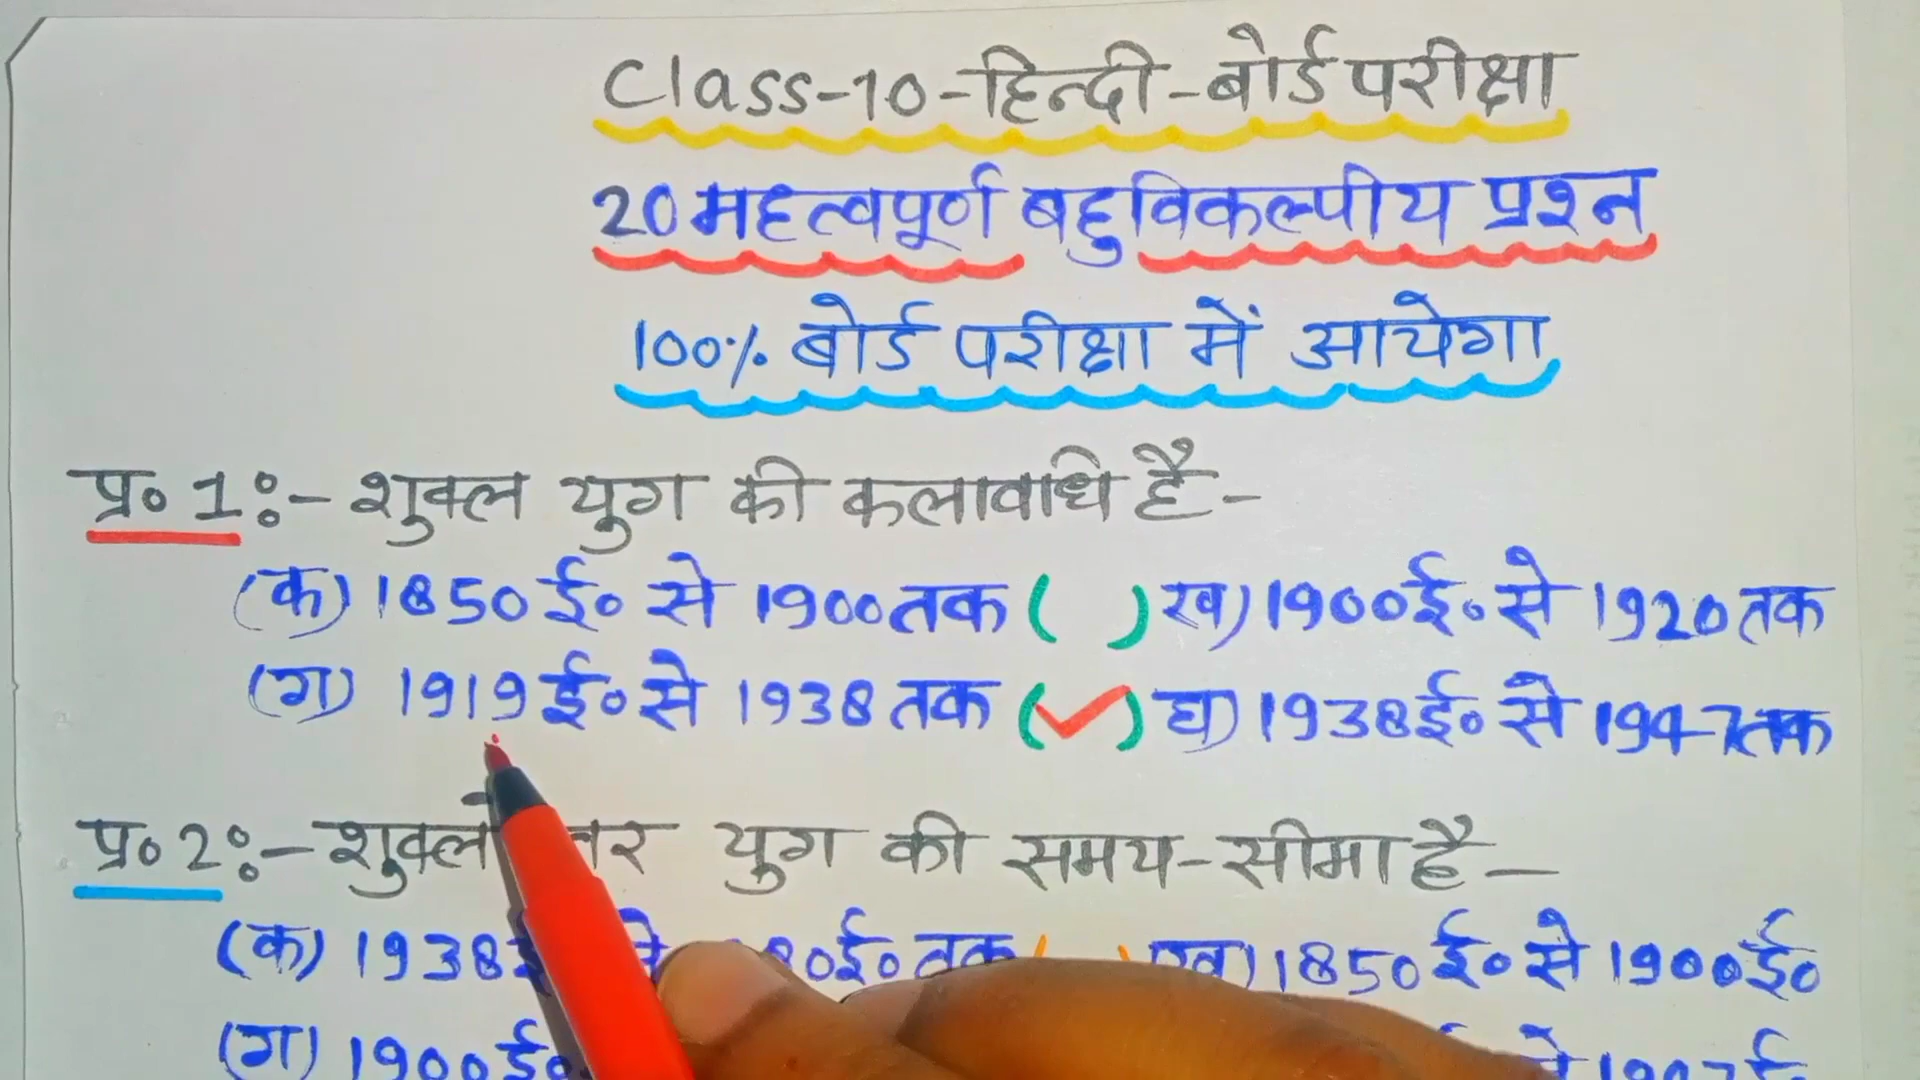 Class-10-हिन्दी-बोर्ड परीक्षा
20 महत्वपूर्ण बहुविकल्पीय प्रश्न
100% बोर्ड परीक्षा में आयेगा
प्र० 1:- शुक्ल युग की कलावधि है-
(क) 1850 ई० से 1900 तक ( ) ख) 1900 ई० से 1920 तक
(ग) 1919 ई० से 1938 तक (✓) घ) 1938 ई० से 1947 तक
प्र० 2:- युग की समय-सीमा है-
(क) 1938 ई० तक ( ) ख) 1850 ई० से 1900 ई०
(ग) 1900 ई०